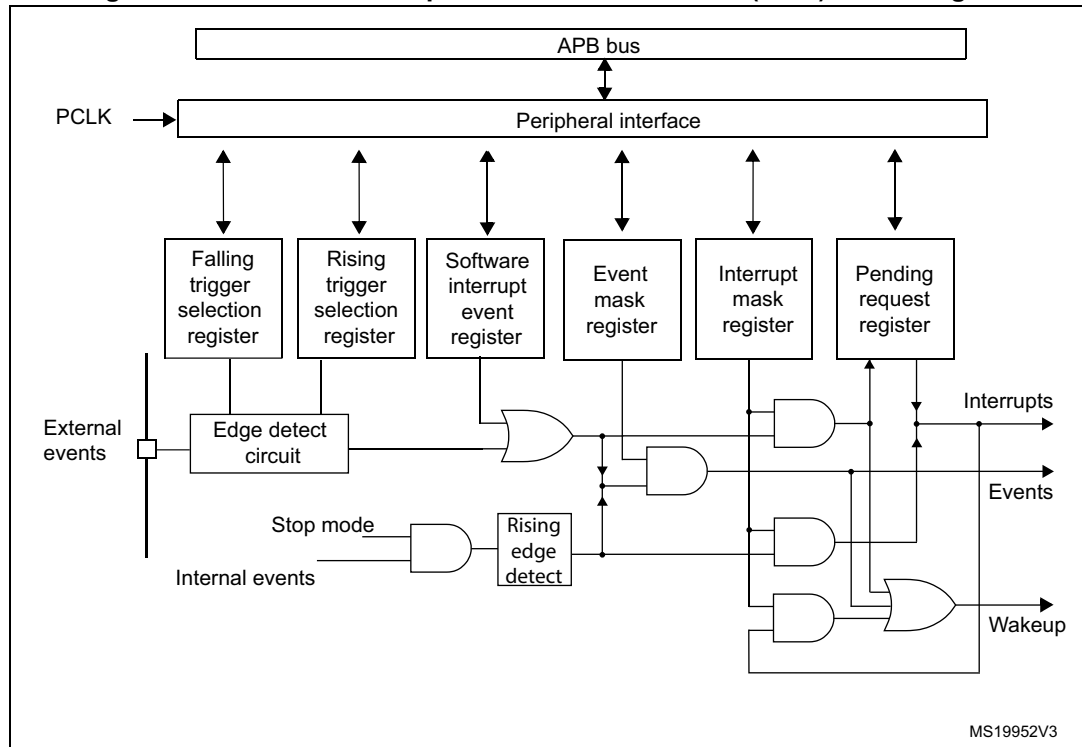 APB bus
PCLK
Peripheral interface
Falling
trigger
selection
register
Rising
trigger
selection
register
Software
interrupt
event
register
Event
mask
register
Interrupt
mask
register
Pending
request
register
External
events
Edge detect
circuit
Interrupts
Events
Stop mode
Internal events
Rising
edge
detect
Wakeup
MS19952V3